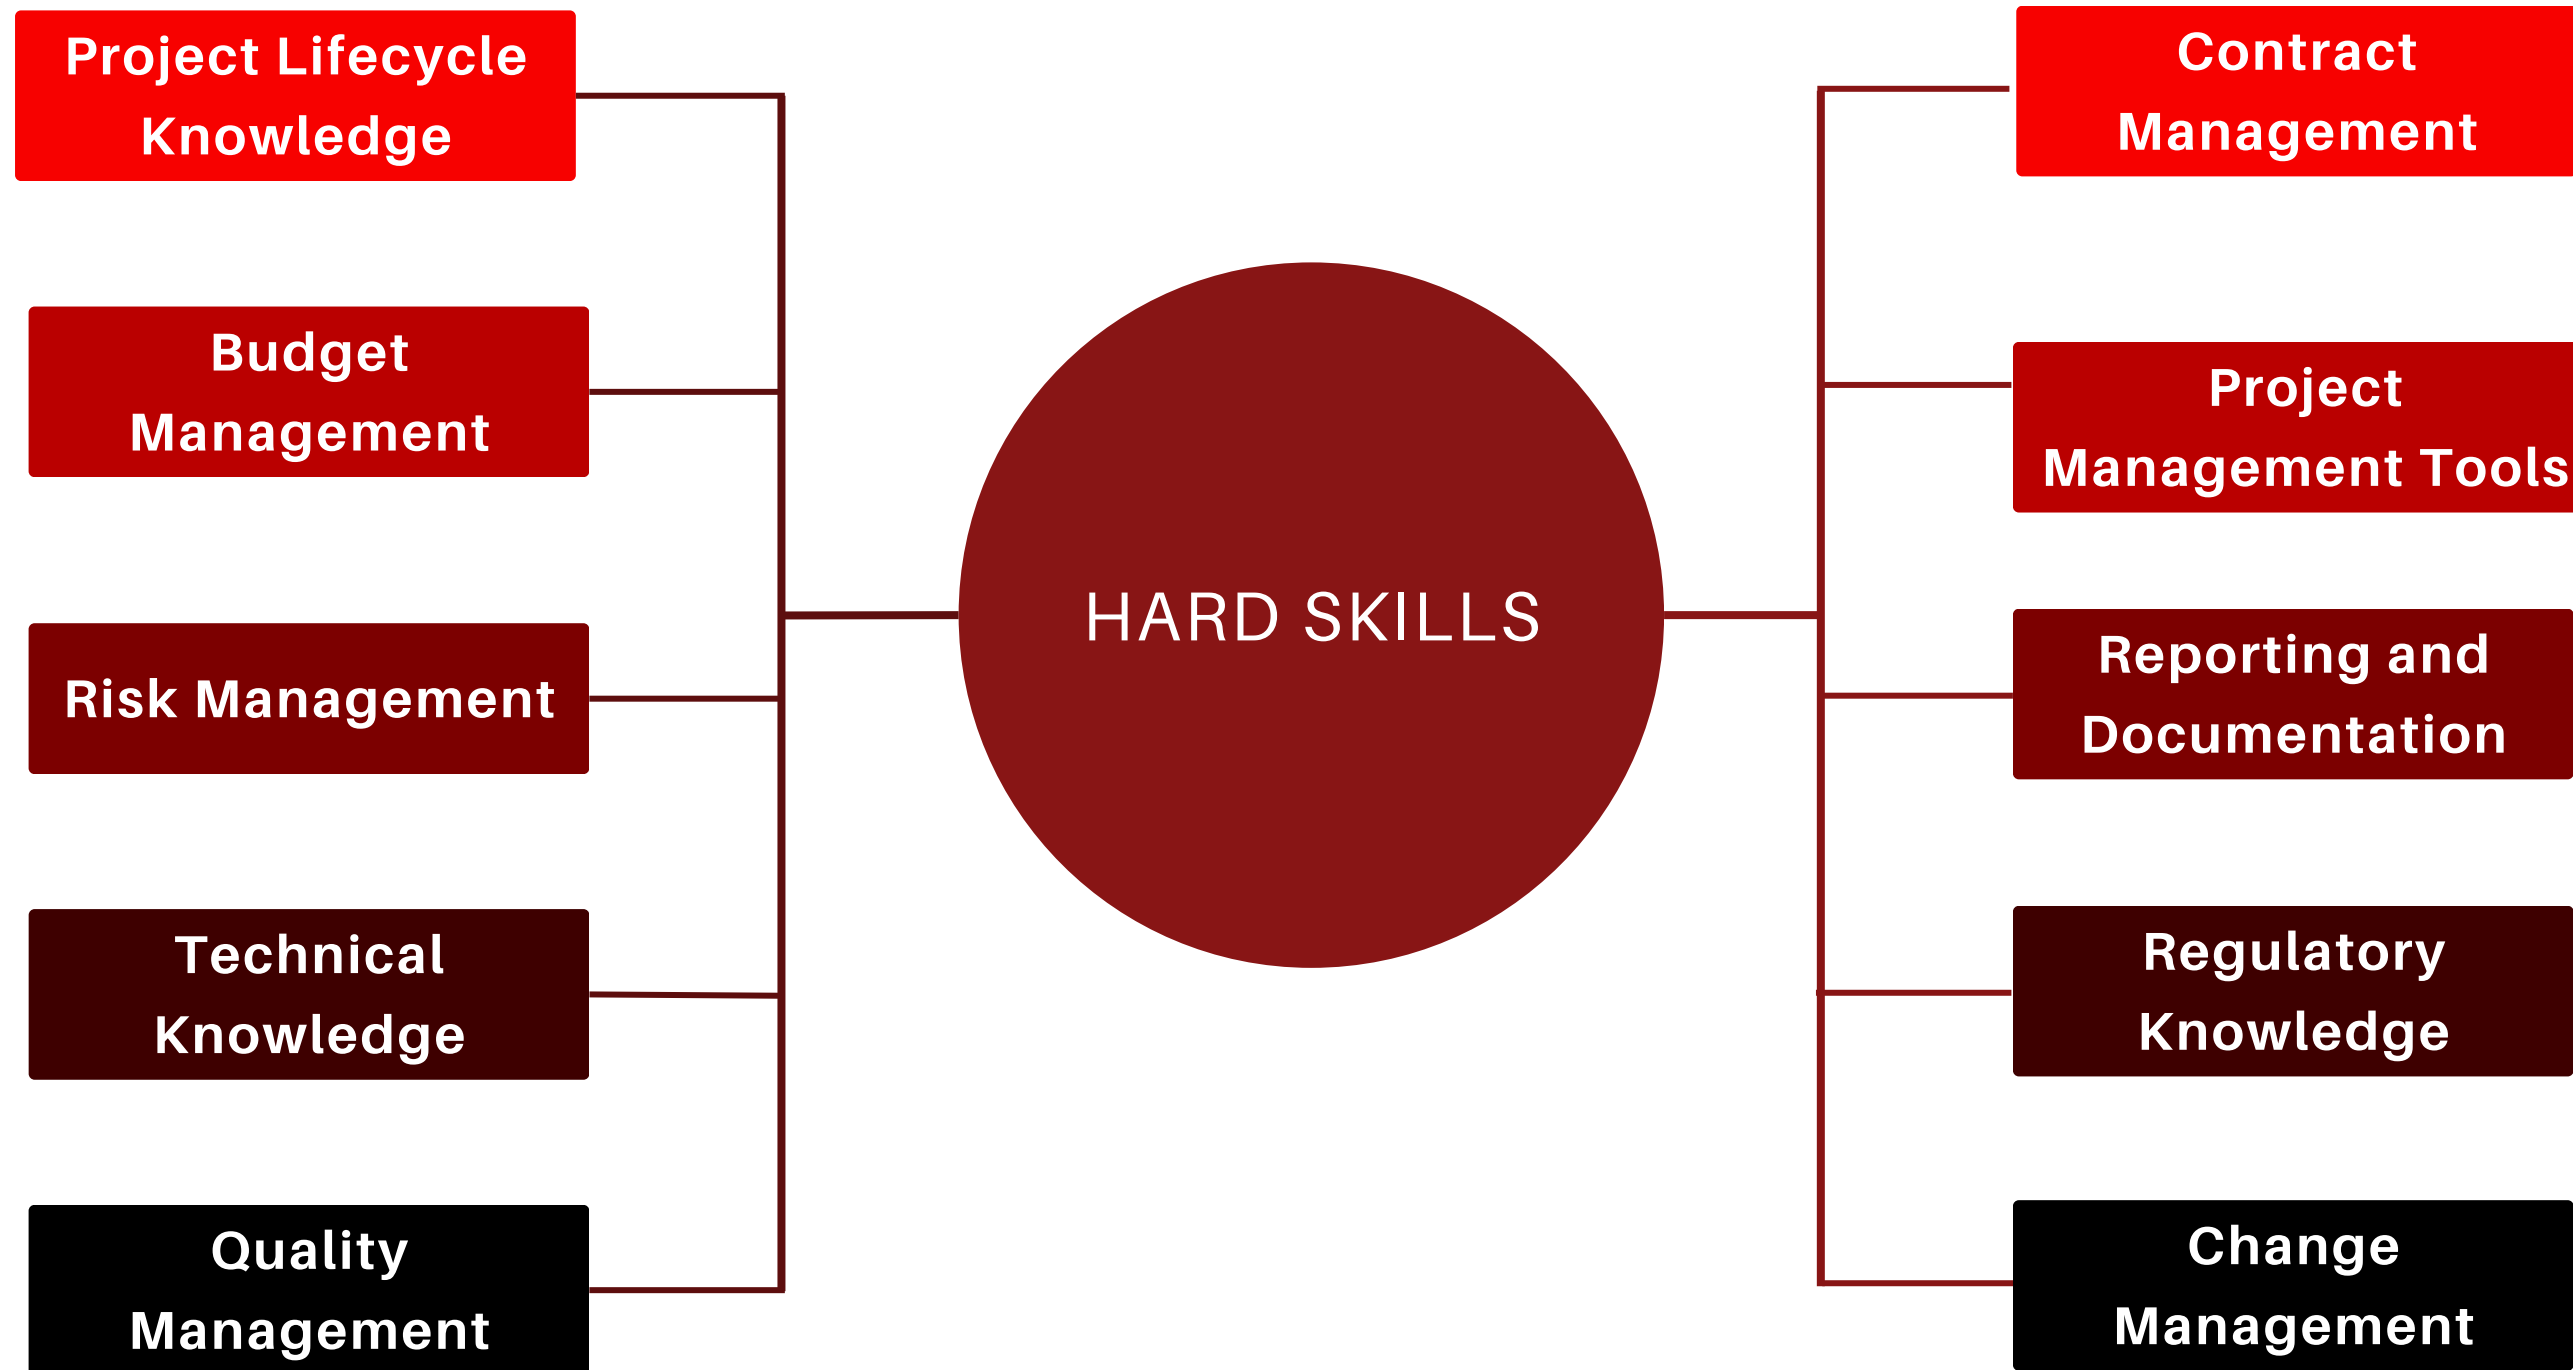 Project Lifecycle
Knowledge
Budget
Management
Risk Management
Technical
Knowledge
Quality
Management
HARD SKILLS
Contract
Management
Project
Management Tools
Reporting and
Documentation
Regulatory
Knowledge
Change
Management